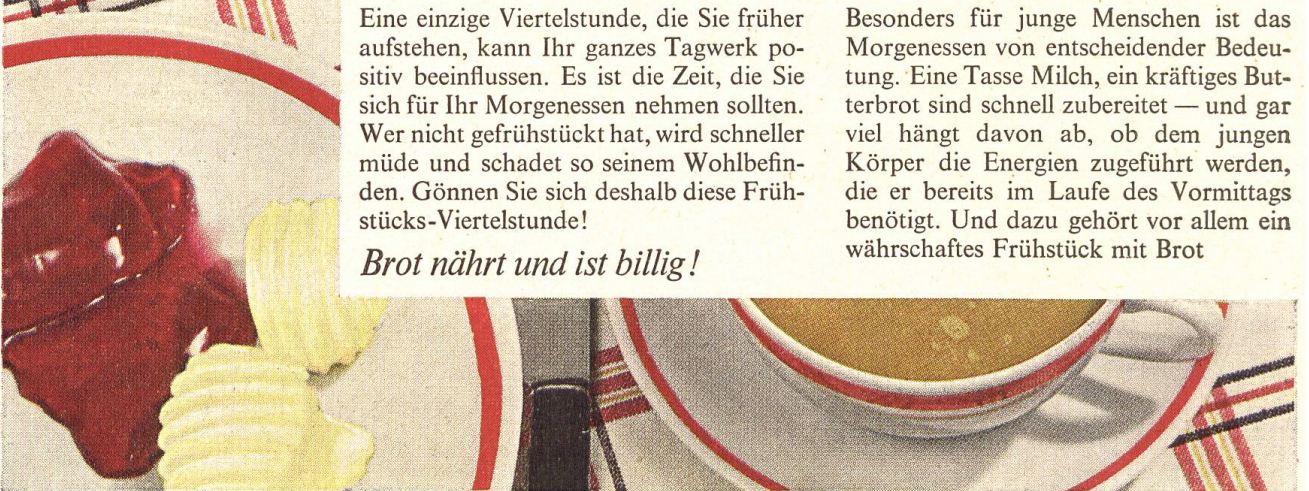 Eine einzige Viertelstunde, die Sie früher
aufstehen, kann Ihr ganzes Tagwerk po-
sitiv beeinflussen. Es ist die Zeit, die Sie
sich für Ihr Morgenessen nehmen sollten.
Wer nicht gefrühstückt hat, wird schneller
müde und schadet so seinem Wohlbefin-
den. Gönnen Sie sich deshalb diese Früh-
stücks-Viertelstunde!
Brot nährt und ist billig!
Besonders für junge Menschen ist das
Morgenessen von entscheidender Bedeu-
tung. Eine Tasse Milch, ein kräftiges But-
terbrot sind schnell zubereitet — und gar
viel hängt davon ab, ob dem jungen
Körper die Energien zugeführt werden,
die er bereits im Laufe des Vormittags
benötigt. Und dazu gehört vor allem ein
währschaftes Frühstück mit Brot